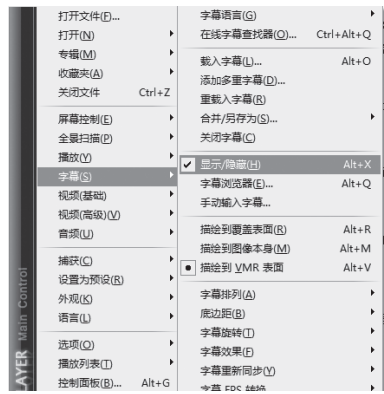 打开文件(F)...
打开(N)
专辑(M)
收藏夹(A)
关闭文件 Ctrl+Z
屏幕控制(E)
全景扫描(P)
播放(Y)
字幕(S)
视频(基础)
视频(高级)(V)
音频(U)
捕获(C)
设置为预设(R)
外观(K)
语言(L)
选项(O)
播放列表(T)
控制面板(B)... Alt+G
字幕语言(G)
在线字幕查找器(O)... Ctrl+Alt+Q
载入字幕(L)... Alt+O
添加多重字幕(D)...
重载入字幕(R)
合并/另存为(S)...
关闭字幕(C)
显示/隐藏(H) Alt+X
字幕浏览器(E)... Alt+Q
手动输入字幕...
描绘到覆盖表面(R) Alt+R
描绘到图像本身(M) Alt+M
描绘到 VMR 表面 Alt+V
字幕排列(A)
底边距(B)
字幕旋转(T)
字幕效果(F)
字幕重新同步(Y)
字幕 FPS 转换
LAYER Main Control